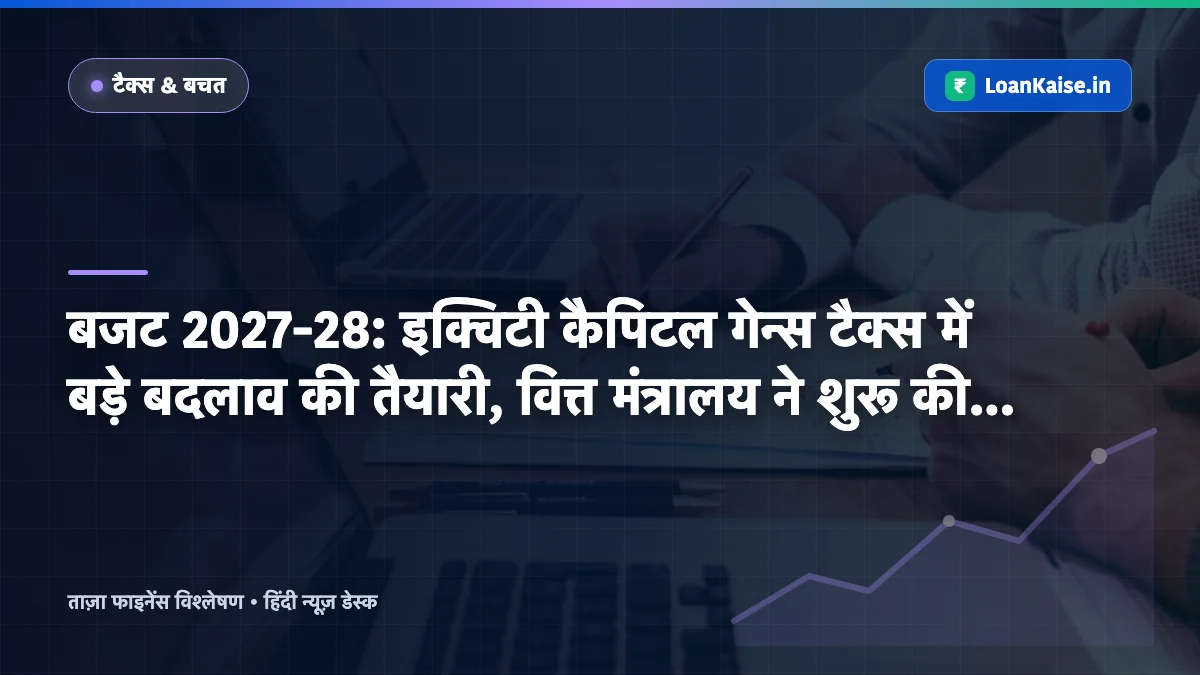 टैक्स & बचत
₹ LoanKaise.in
बजट 2027-28: इक्विटी कैपिटल गेन्स टैक्स में
बड़े बदलाव की तैयारी, वित्त मंत्रालय ने शुरू की...
ताज़ा फाइनेंस विश्लेषण • हिंदी न्यूज़ डेस्क